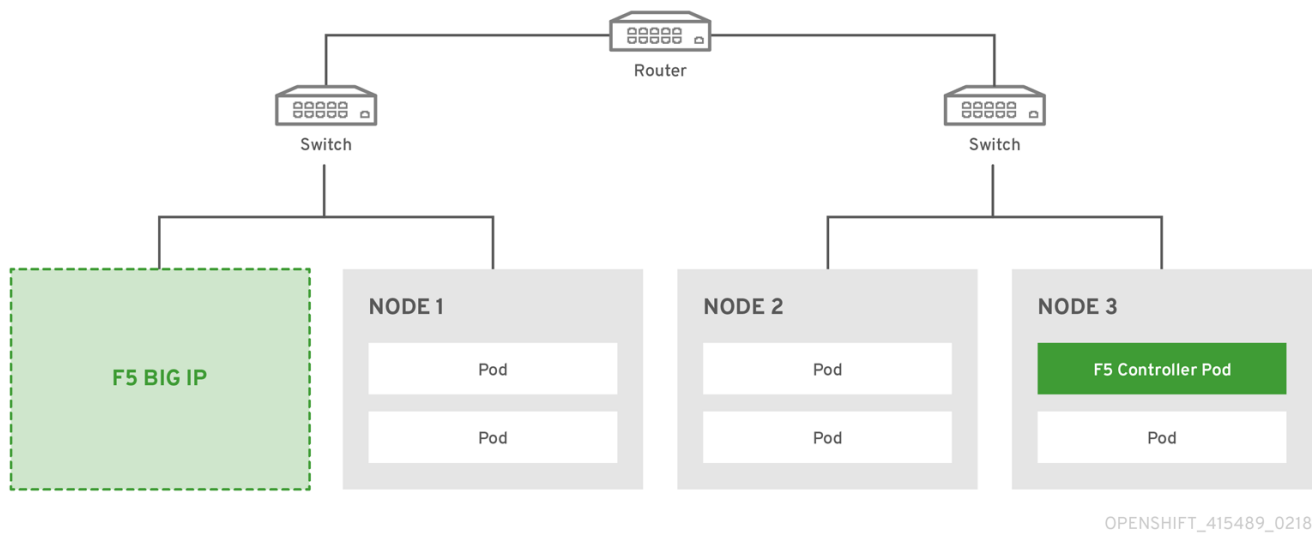 Router
Switch
Switch
F5 BIG IP
NODE 1
Pod
Pod
NODE 2
Pod
Pod
NODE 3
F5 Controller Pod
Pod
OPENSHIFT_415489_0218